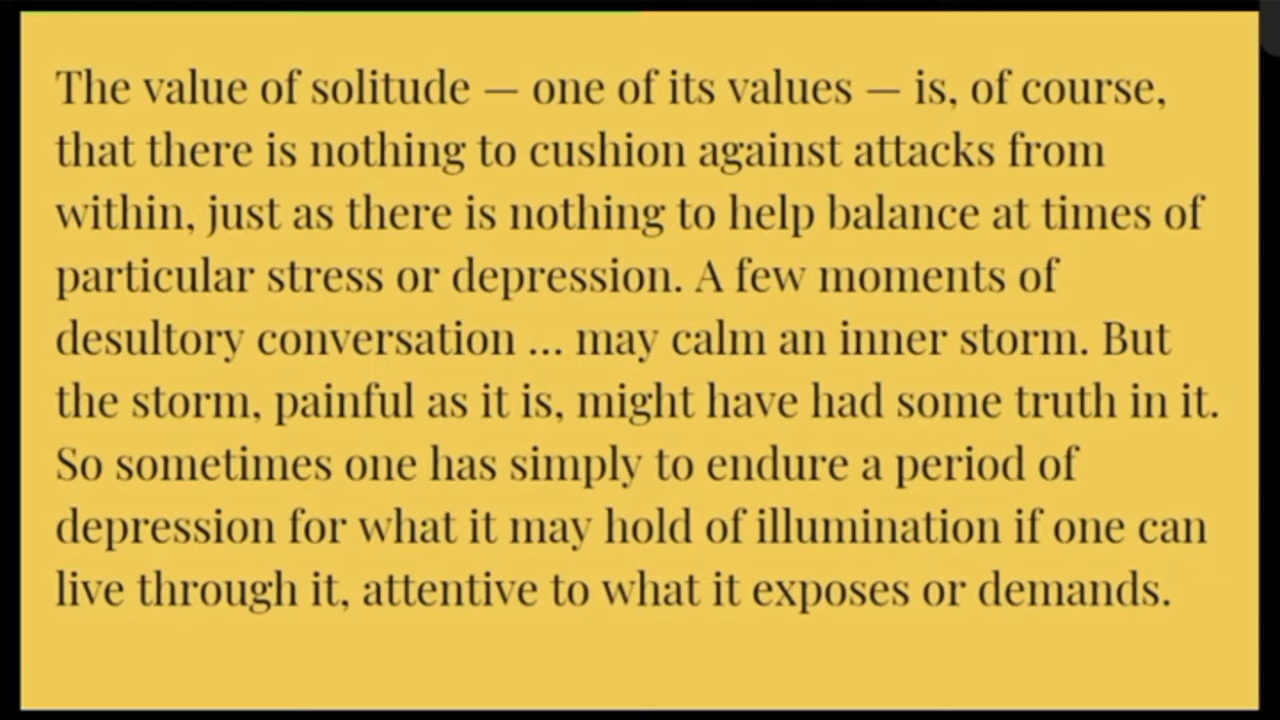 The value of solitude — one of its values — is, of course,
that there is nothing to cushion against attacks from
within, just as there is nothing to help balance at times of
particular stress or depression. A few moments of
desultory conversation ... may calm an inner storm. But
the storm, painful as it is, might have had some truth in it.
So sometimes one has simply to endure a period of
depression for what it may hold of illumination if one can
live through it, attentive to what it exposes or demands.